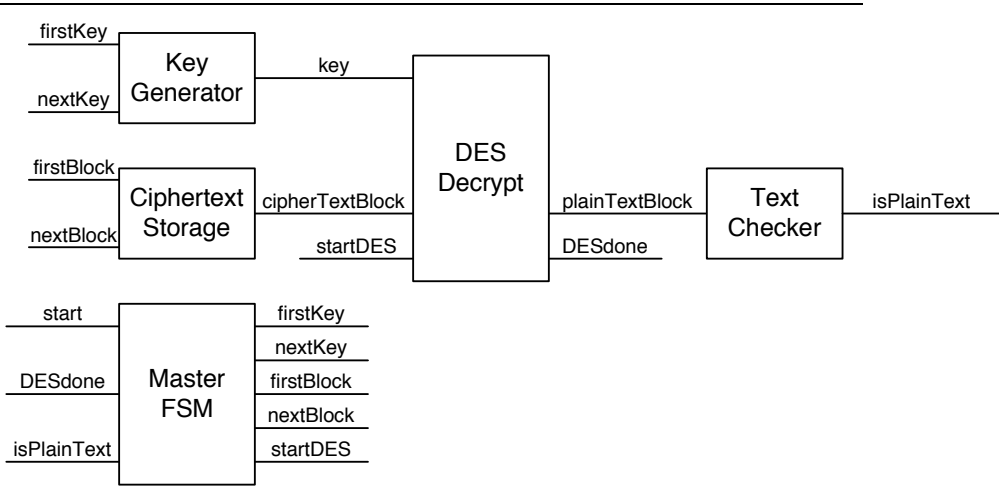 firstKey
nextKey
Key
Generator
key
firstBlock
nextBlock
Ciphertext
Storage
cipherTextBlock
startDES
DES
Decrypt
plainTextBlock
DESdone
Text
Checker
isPlainText
start
DESdone
isPlainText
Master
FSM
firstKey
nextKey
firstBlock
nextBlock
startDES